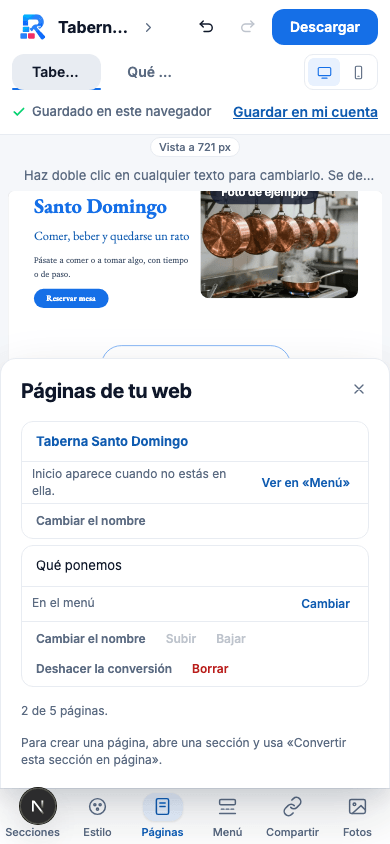 Tabern...
Descargar
Tabe...
Qué ...
Guardado en este navegador
Guardar en mi cuenta
Vista a 721 px
Haz doble clic en cualquier texto para cambiarlo. Se de...
Foto de ejemplo
Santo Domingo
Comer, beber y quedarse un rato
Pásate a comer o a tomar algo, con tiempo
o de paso.
Reservar mesa
Páginas de tu web
Taberna Santo Domingo
Inicio aparece cuando no estás en
ella.
Ver en «Menú»
Cambiar el nombre
Qué ponemos
En el menú
Cambiar
Cambiar el nombre
Subir
Bajar
Deshacer la conversión
Borrar
2 de 5 páginas.
Para crear una página, abre una sección y usa «Convertir
esta sección en página».
N
Secciones
Estilo
Páginas
Menú
Compartir
Fotos